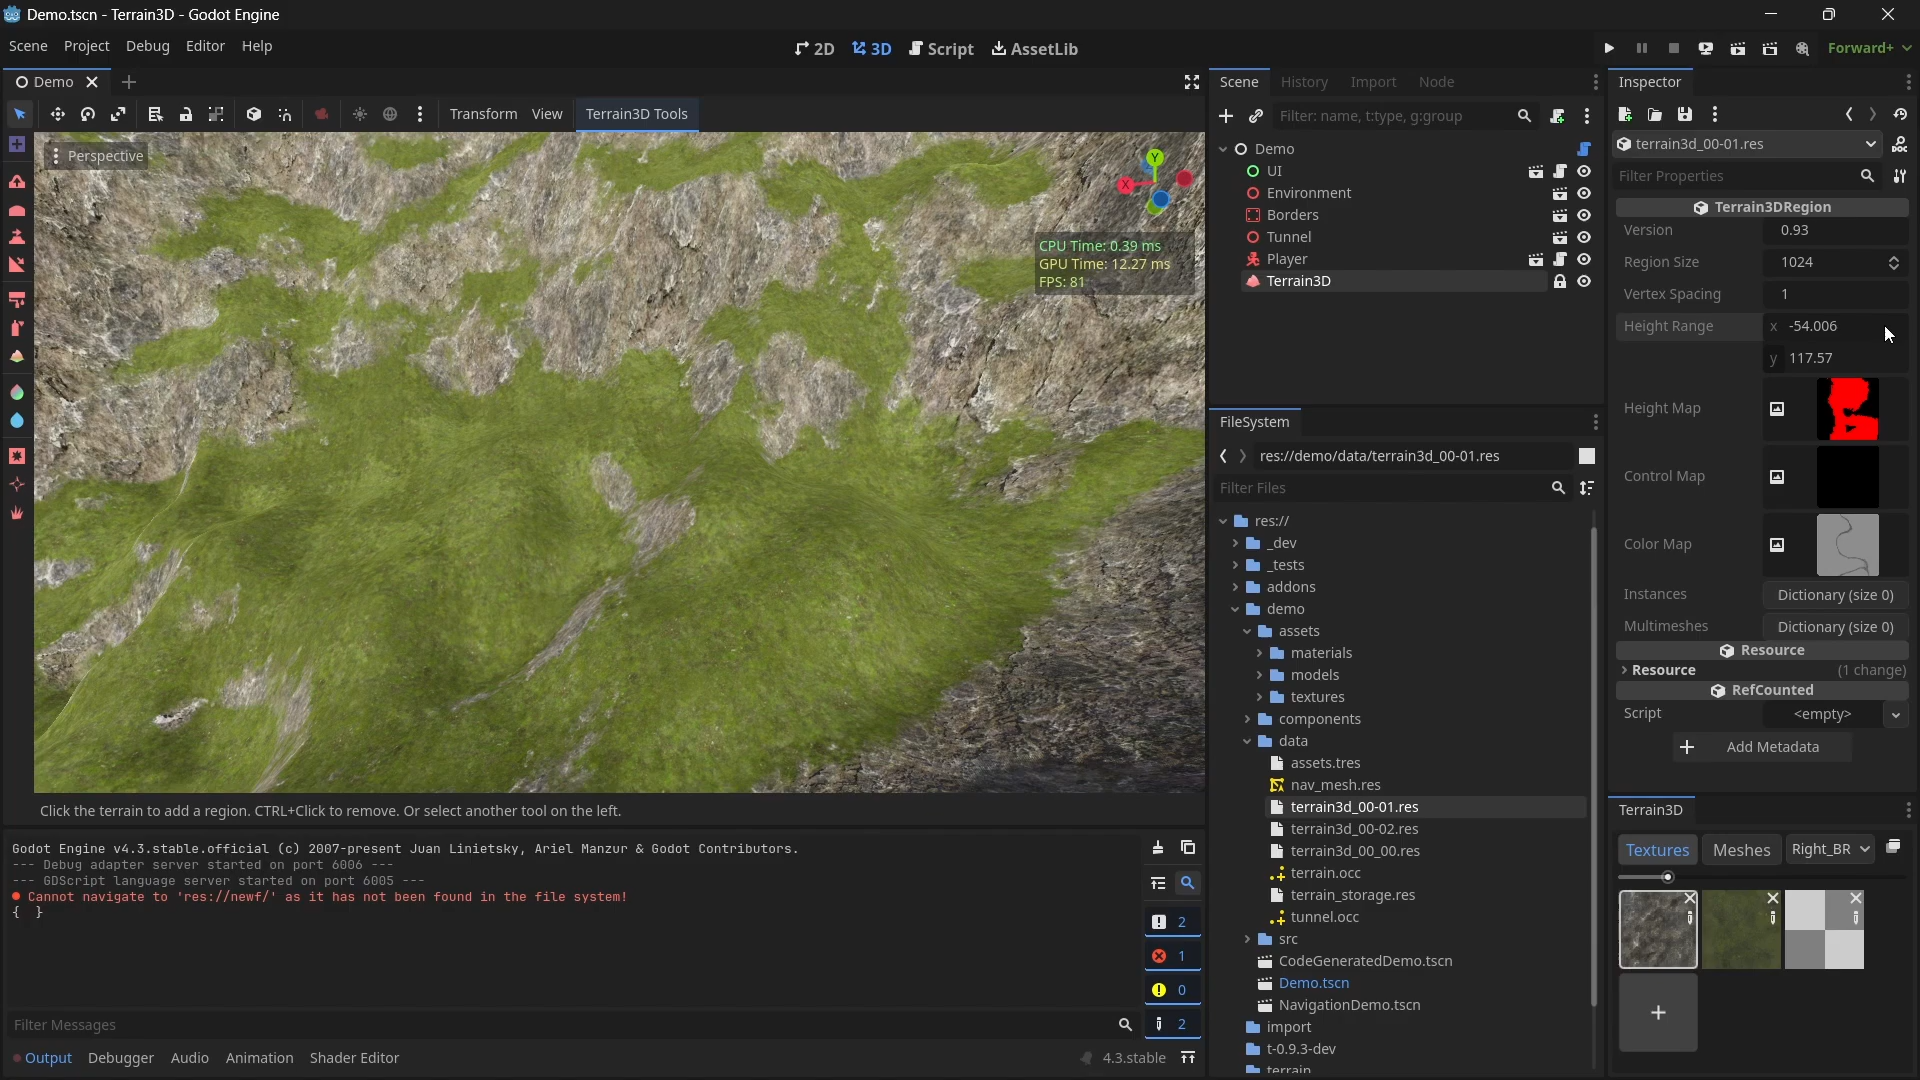 Demo.tscn - Terrain3D - Godot Engine
Scene Project Debug Editor Help
2D 3D Script AssetLib
Forward+
Demo
Transform View Terrain3D Tools
Perspective
Y
X
CPU Time: 0.39 ms
GPU Time: 12.27 ms
FPS: 81
Click the terrain to add a region. CTRL+Click to remove. Or select another tool on the left.
Godot Engine v4.3.stable.official (c) 2007-present Juan Linietsky, Ariel Manzur & Godot Contributors.
--- Debug adapter server started on port 6006 ---
--- GDScript language server started on port 6005 ---
Cannot navigate to 'res://newf/' as it has not been found in the file system!
{ }
2
1
0
2
Filter Messages
Output Debugger Audio Animation Shader Editor
4.3.stable
Scene History Import Node
Filter: name, t:type, g:group
Demo
UI
Environment
Borders
Tunnel
Player
Terrain3D
FileSystem
res://demo/data/terrain3d_00-01.res
Filter Files
res://
_dev
_tests
addons
demo
assets
materials
models
textures
components
data
assets.tres
nav_mesh.res
terrain3d_00-01.res
terrain3d_00-02.res
terrain3d_00_00.res
terrain.occ
terrain_storage.res
tunnel.occ
src
CodeGeneratedDemo.tscn
Demo.tscn
NavigationDemo.tscn
import
t-0.9.3-dev
terrain
Inspector
terrain3d_00-01.res
DOC
Filter Properties
Terrain3DRegion
Version 0.93
Region Size 1024
Vertex Spacing 1
Height Range x -54.006
y 117.57
Height Map
Control Map
Color Map
Instances Dictionary (size 0)
Multimeshes Dictionary (size 0)
Resource
Resource (1 change)
RefCounted
Script <empty>
Add Metadata
Terrain3D
Textures Meshes Right_BR